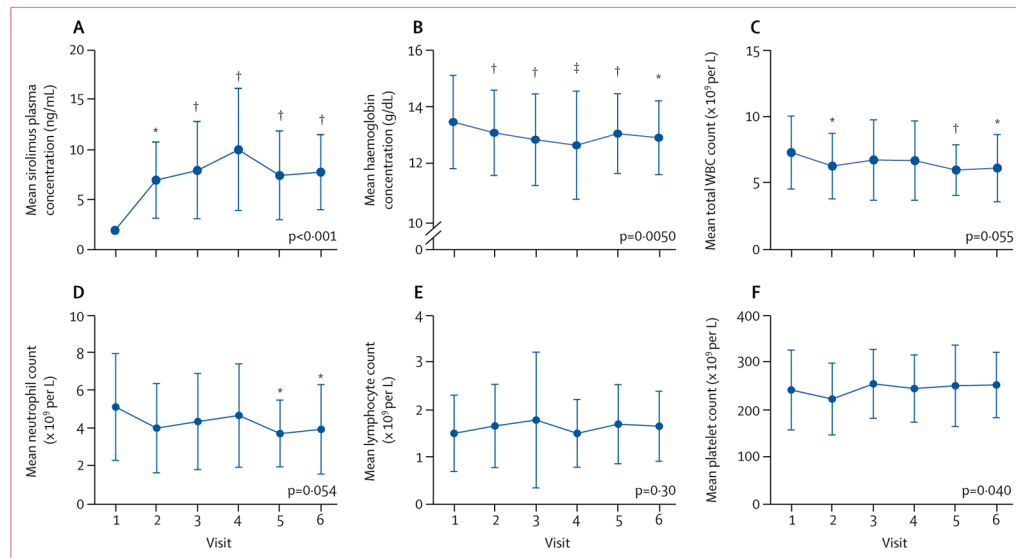 A
Mean sirolimus plasma
concentration (ng/mL)
20
15
10
5
0
*
†
†
†
†
p<0·001
B
Mean haemoglobin
concentration (g/dL)
16
14
12
10
0
†
†
‡
†
*
p=0·0050
C
Mean total WBC count (× 10⁹ per L)
15
10
5
0
*
†
*
p=0·055
D
Mean neutrophil count
(× 10⁹ per L)
10
8
6
4
2
0
*
*
p=0·054
1 2 3 4 5 6
Visit
E
Mean lymphocyte count
(× 10⁹ per L)
4
3
2
1
0
p=0·30
1 2 3 4 5 6
Visit
F
Mean platelet count (× 10⁹ per L)
400
300
200
100
0
p=0·040
1 2 3 4 5 6
Visit